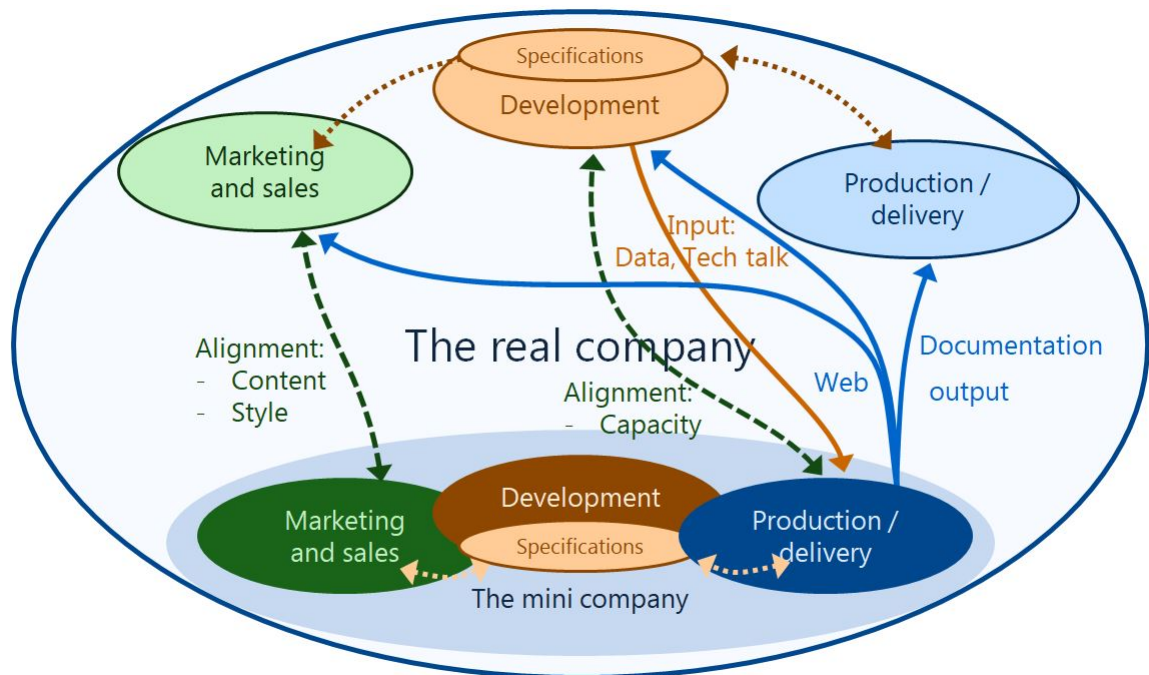 Specifications
Development
Marketing
and sales
Production /
delivery
Input:
Data, Tech talk
The real company
Alignment:
- Content
- Style
Alignment:
- Capacity
Web
Documentation
output
Development
Specifications
Marketing
and sales
Production /
delivery
The mini company